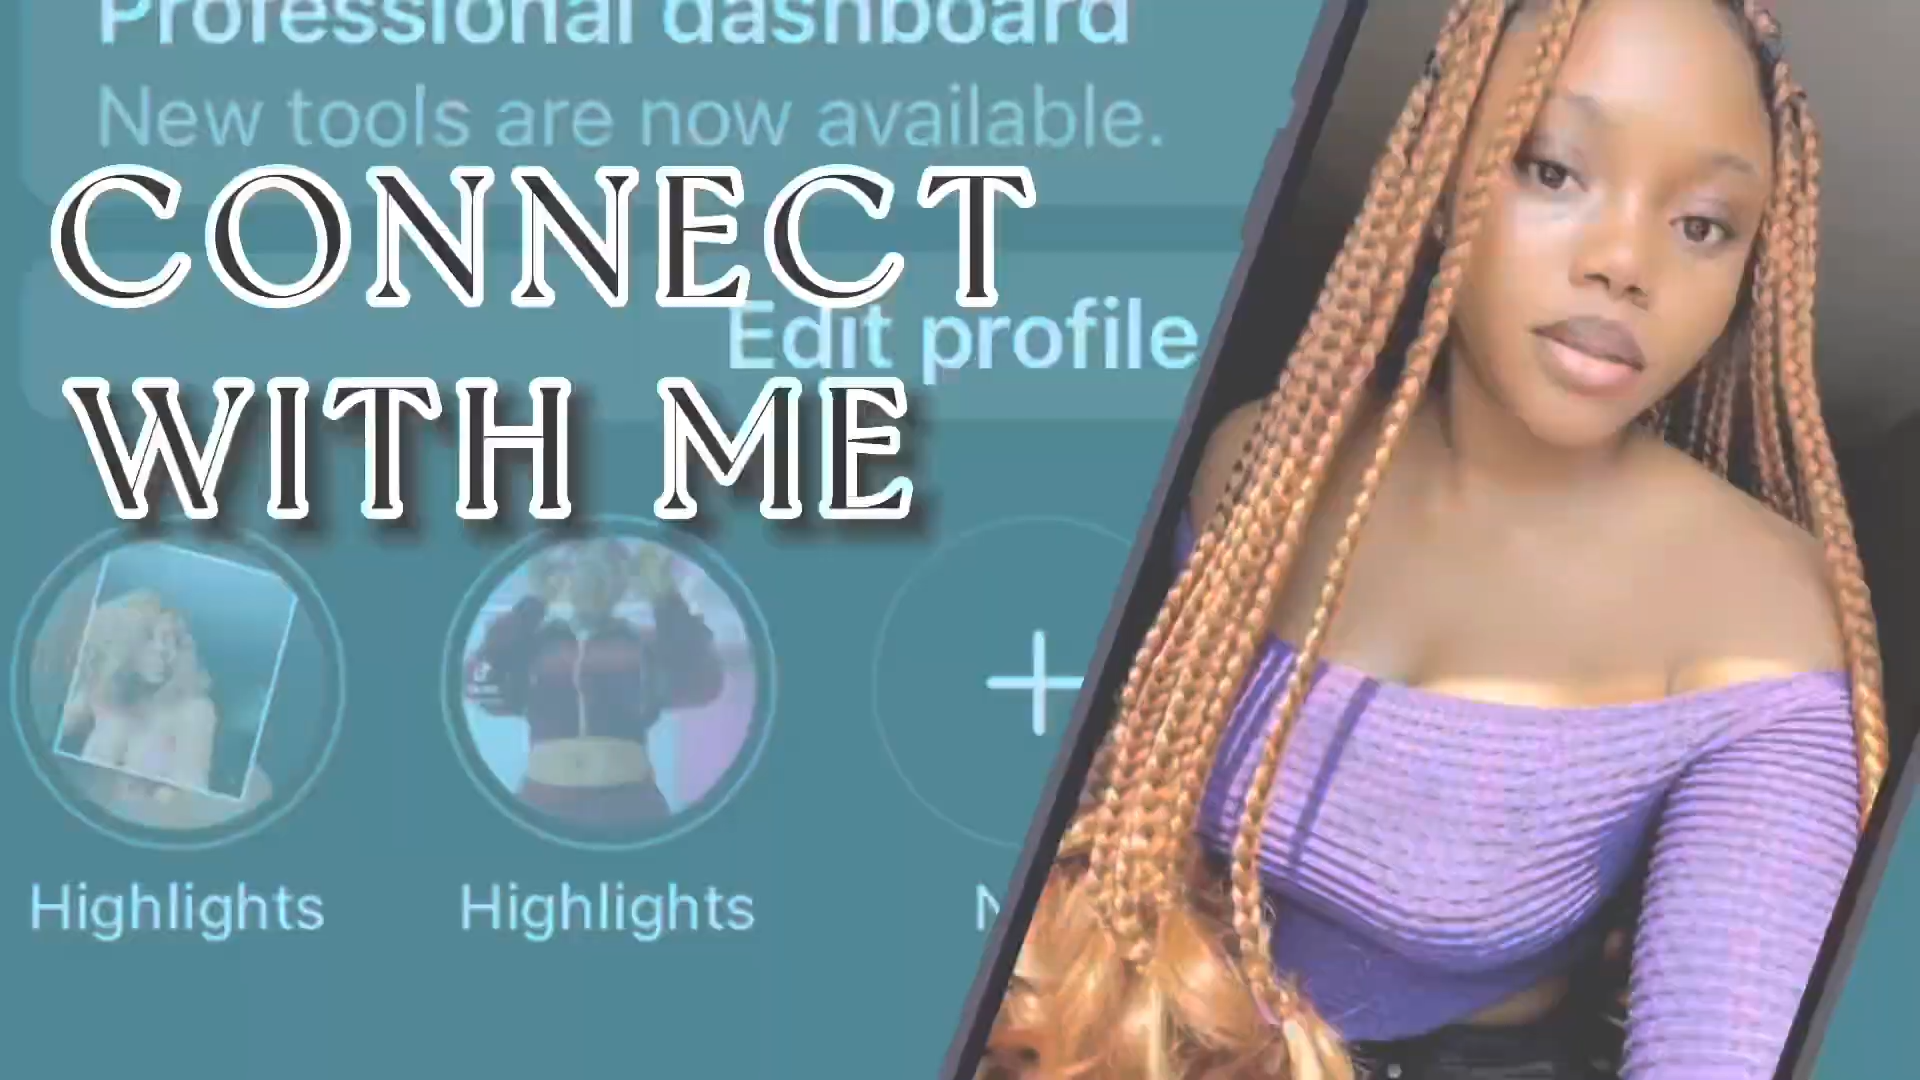 Professional dashboard
New tools are now available.
CONNECT
Edit profile
WITH ME
Highlights
Highlights